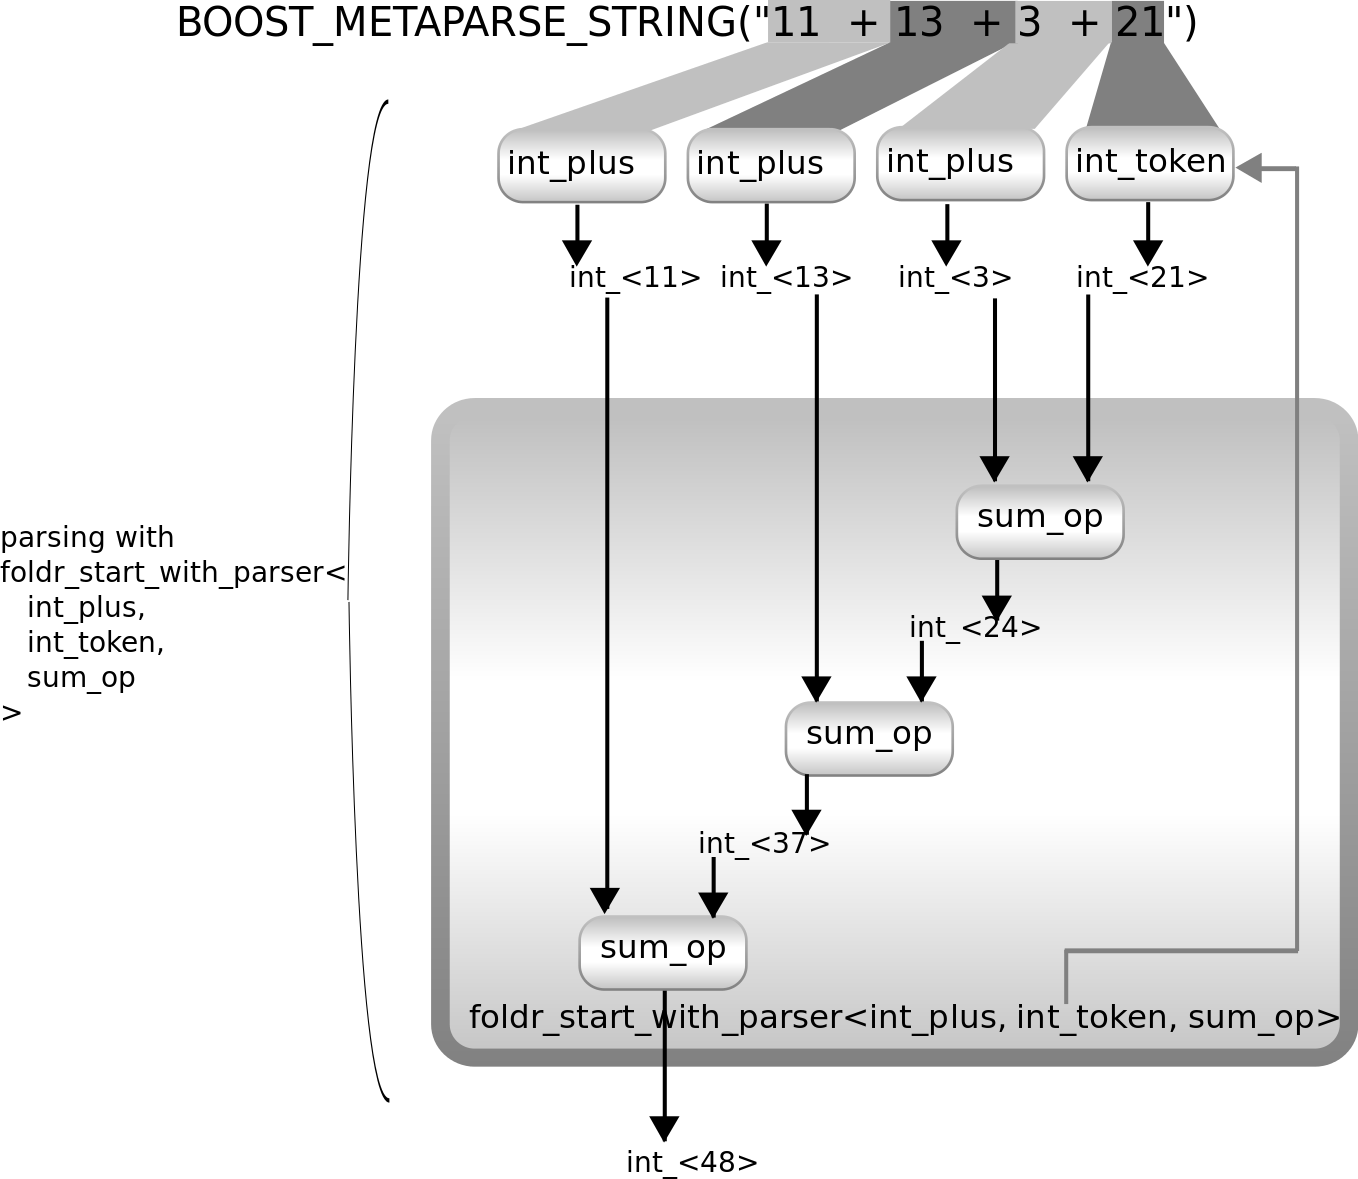 BOOST_METAPARSE_STRING("11 + 13 + 3 + 21")
int_plus int_plus int_plus int_token
int_<11> int_<13> int_<3> int_<21>
sum_op
parsing with
foldr_start_with_parser<
int_plus,
int_token,
sum_op
>
int_<24>
sum_op
int_<37>
sum_op
foldr_start_with_parser<int_plus, int_token, sum_op>
int_<48>